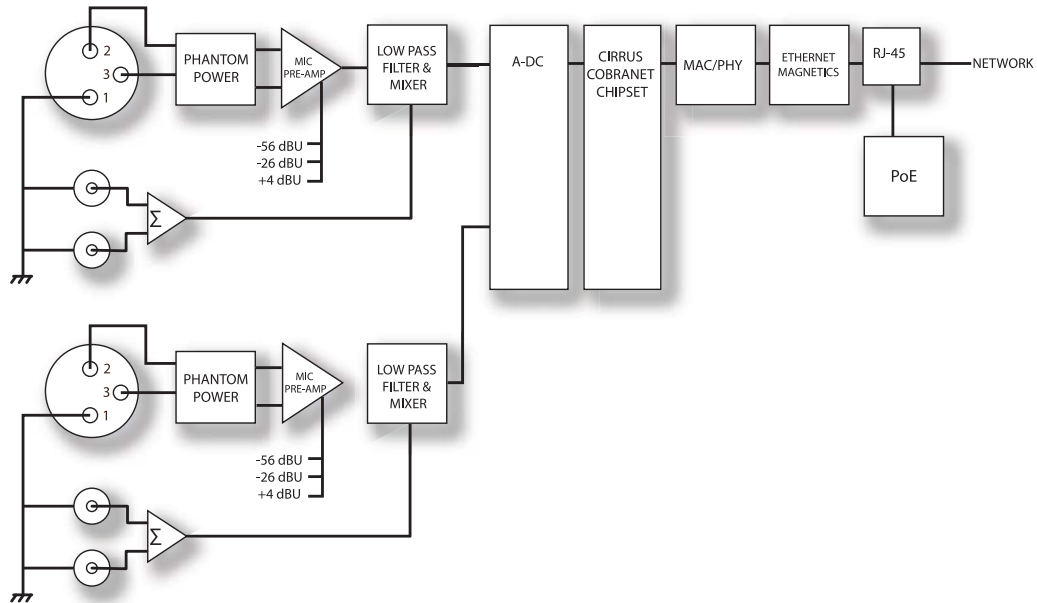 2
3
1
PHANTOM
POWER
MIC
PRE-AMP
-56 dBU
-26 dBU
+4 dBU
LOW PASS
FILTER &
MIXER
Σ
A-DC
CIRRUS
COBRANET
CHIPSET
MAC/PHY
ETHERNET
MAGNETICS
RJ-45
NETWORK
PoE
2
3
1
PHANTOM
POWER
MIC
PRE-AMP
-56 dBU
-26 dBU
+4 dBU
LOW PASS
FILTER &
MIXER
Σ